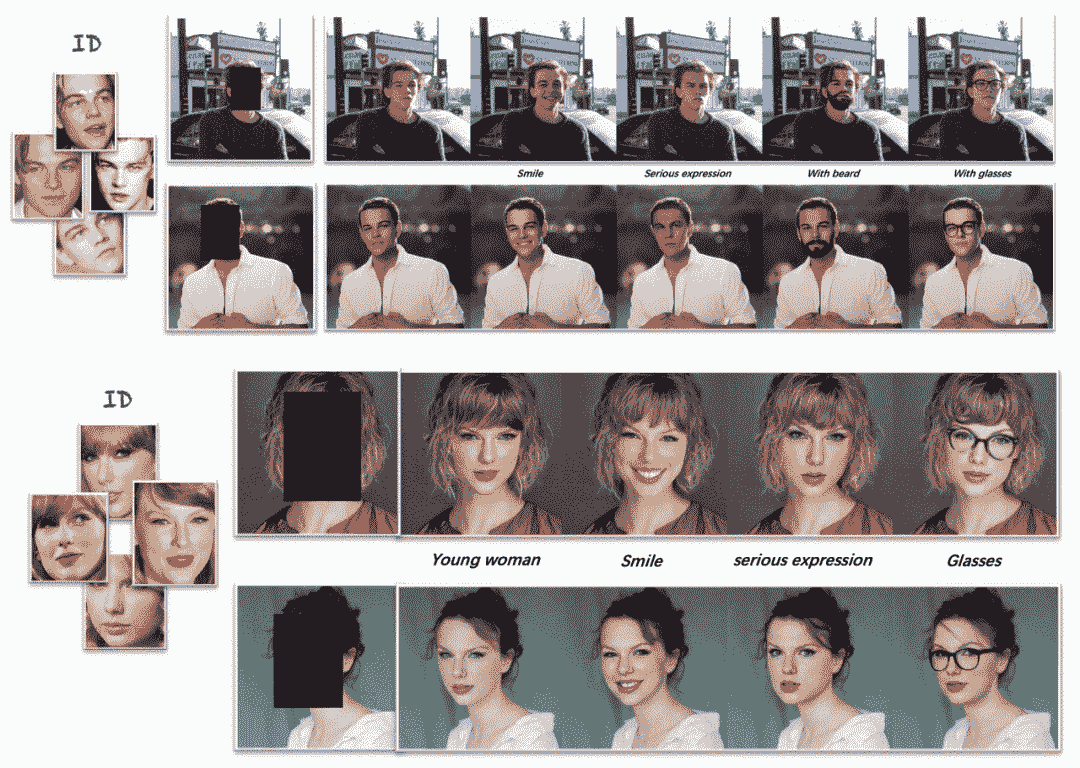 ID
Smile
Serious expression
With beard
With glasses
ID
Young woman
Smile
serious expression
Glasses